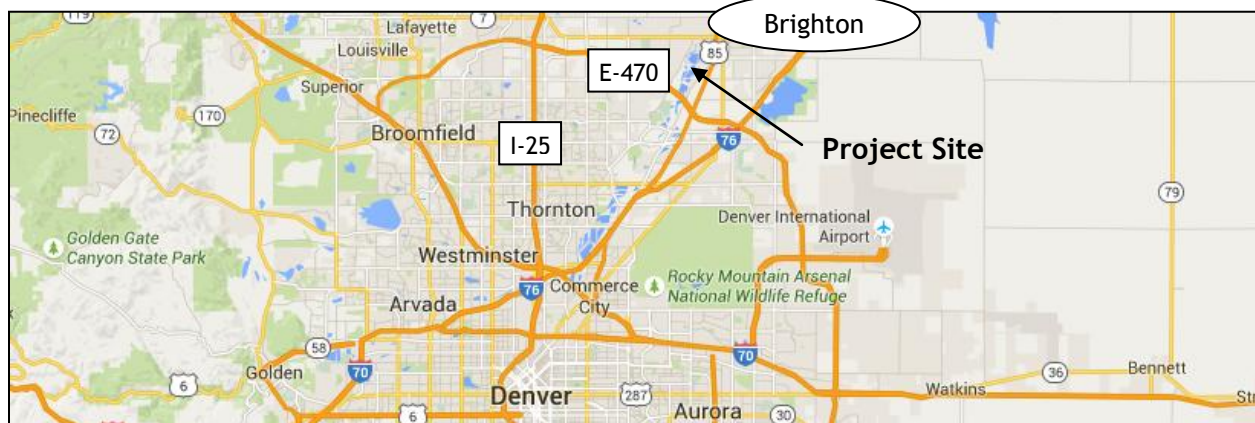 119
7
Lafayette
Brighton
Louisville
85
E-470
Superior
Pinecliffe
170
72
Broomfield
I-25
76
Project Site
79
Thornton
Denver International
Airport
Golden Gate
Canyon State Park
Westminster
Rocky Mountain Arsenal
National Wildlife Refuge
76
Commerce
City
Arvada
58
70
70
Golden
6
36
Bennett
Watkins
Denver
287
6
Aurora
30